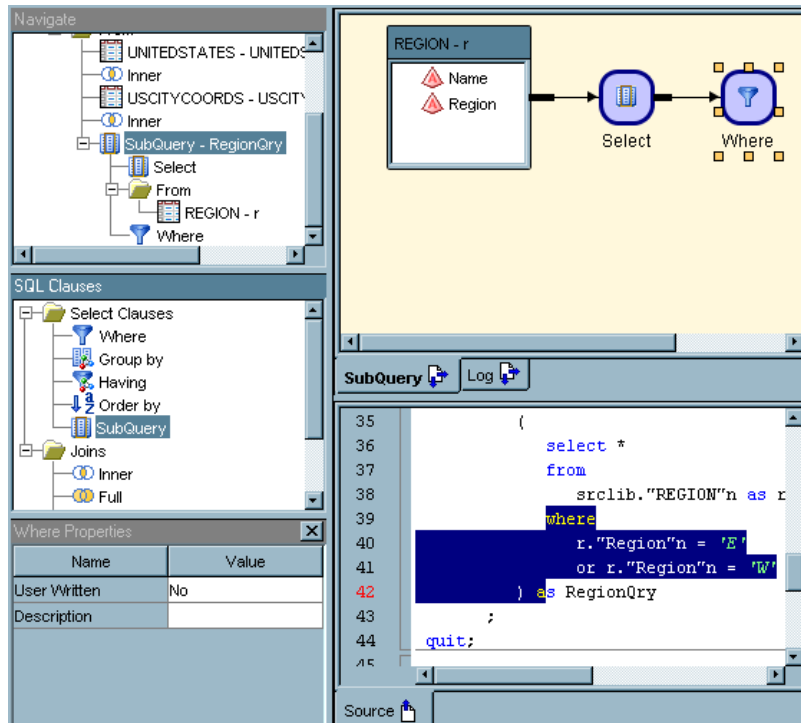 Navigate
From
UNITEDSTATES - UNITEDS
Inner
USCITYCOORDS - USCITY
Inner
SubQuery - RegionQry
Select
From
REGION - r
Where
SQL Clauses
Select Clauses
Where
Group by
Having
Order by
SubQuery
Joins
Inner
Full
Where Properties
Name Value
User Written No
Description
REGION - r
Name
Region
Select
Where
SubQuery Log
35 (
36 select *
37 from
38 srclib."REGION"n as r
39 where
40 r."Region"n = 'E'
41 or r."Region"n = 'W'
42 ) as RegionQry
43 ;
44 quit;
45
Source